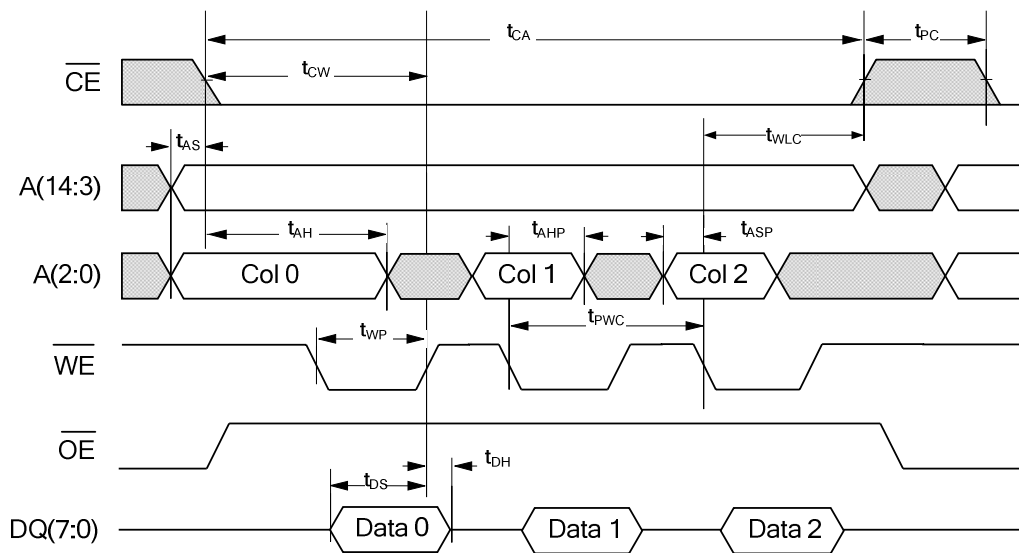 tCA
tPC
CE
tCW
tAS
tWLC
A(14:3)
tAH
tAHP
tASP
A(2:0)
Col 0
Col 1
Col 2
tWP
tPWC
WE
OE
tDS
tDH
DQ(7:0)
Data 0
Data 1
Data 2